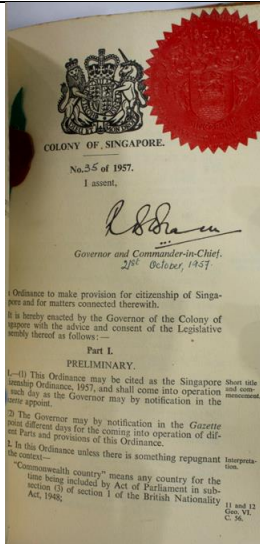 COLONY OF SINGAPORE.
No. 35 of 1957.
I assent,
Governor and Commander-in-Chief.
21st October, 1957.
Ordinance to make provision for citizenship of Singa-
pore and for matters connected therewith.
It is hereby enacted by the Governor of the Colony of
Singapore with the advice and consent of the Legislative
Assembly thereof as follows:—
Part I.
PRELIMINARY.
1.—(1) This Ordinance may be cited as the Singapore
Citizenship Ordinance, 1957, and shall come into operation
such day as the Governor may by notification in the
Gazette appoint.
Short title
and com-
mencement.
(2) The Governor may by notification in the Gazette
appoint different days for the coming into operation of dif-
ferent Parts and provisions of this Ordinance.
2. In this Ordinance unless there is something repugnant
the context—
Interpreta-
tion.
"Commonwealth country" means any country for the
time being included by Act of Parliament in sub-
section (3) of section 1 of the British Nationality
Act, 1948;
11 and 12
Geo. VI.
C. 56.